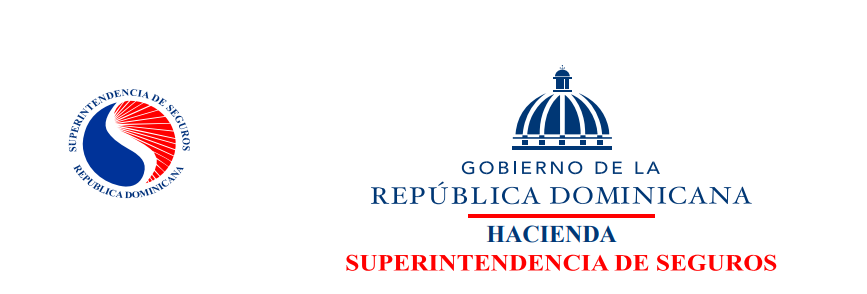 SUPERINTENDENCIA DE SEGUROS
REPUBLICA DOMINICANA
GOBIERNO DE LA
REPÚBLICA DOMINICANA
HACIENDA
SUPERINTENDENCIA DE SEGUROS